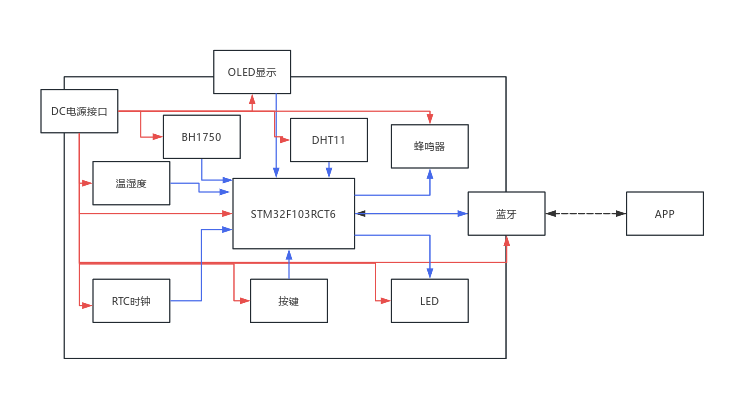 OLED显示
DC电源接口
BH1750
DHT11
蜂鸣器
温湿度
STM32F103RCT6
蓝牙
APP
RTC时钟
按键
LED